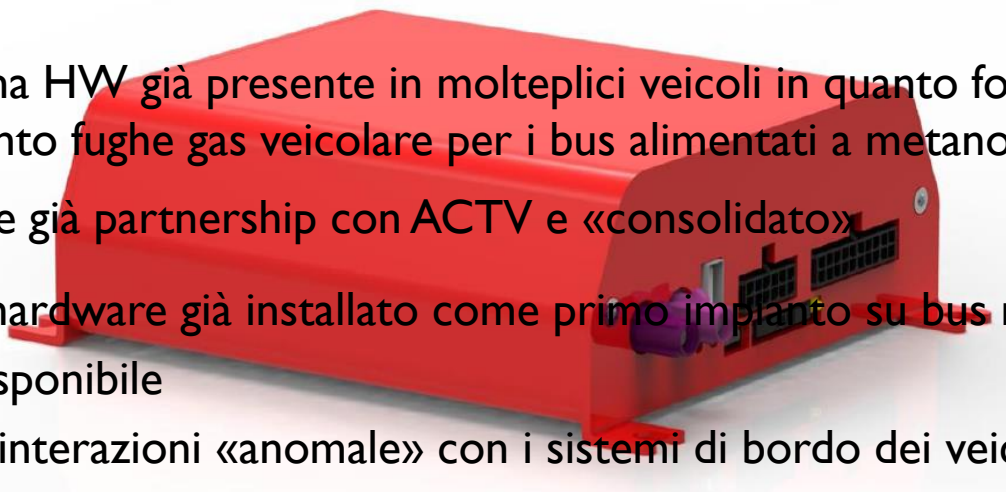 na HW già presente in molteplici veicoli in quanto fo
nto fughe gas veicolare per i bus alimentati a metano
e già partnership con ACTV e «consolidato»
hardware già installato come primo impianto su bus
sponibile
interazioni «anomale» con i sistemi di bordo dei vei